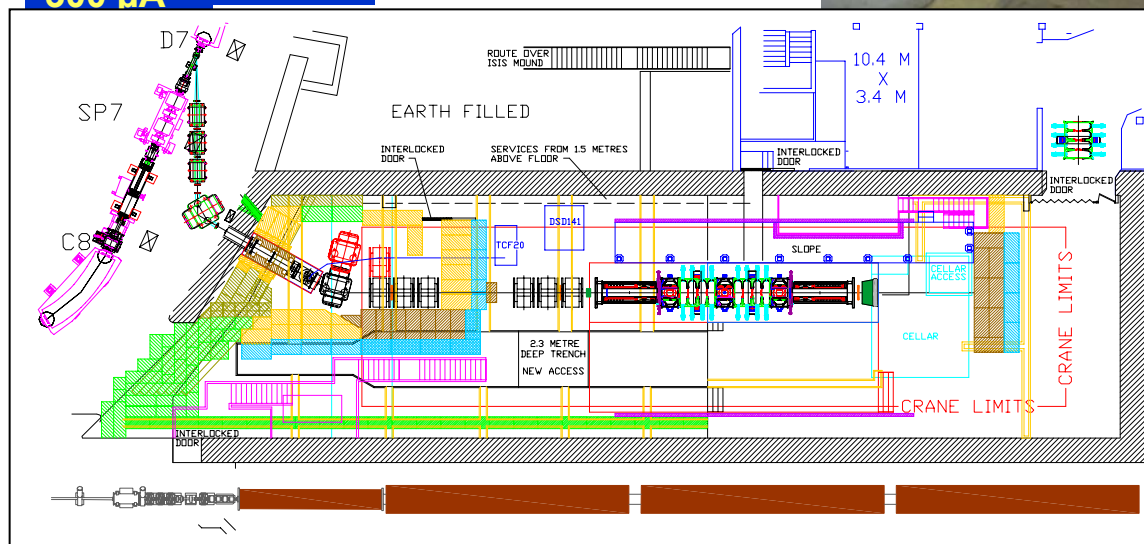 D7
ROUTE OVER
ISIS MOUND
10.4 M
X
3.4 M
SP7
EARTH FILLED
INTERLOCKED
DOOR
SERVICES FROM 1.5 METRES
ABOVE FLOOR
INTERLOCKED
DOOR
INTERLOCKED
DOOR
DSD141
C8
TCF20
SLOPE
CELLAR
ACCESS
CRANE LIMITS
2.3 METRE
DEEP TRENCH
NEW ACCESS
CELLAR
CRANE LIMITS
INTERLOCKED
DOOR